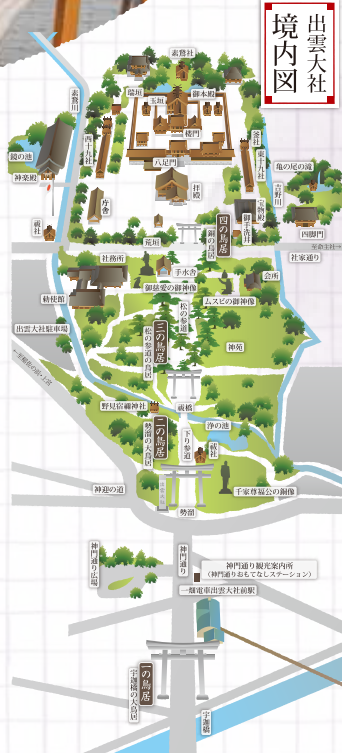 出雲大社
境内図
素鵞社
素鵞川
瑞垣
御本殿
玉垣
楼門
八足門
釜社
西十九社
東十九社
鏡の池
神楽殿
亀の尾の滝
吉野川
拝殿
宝物殿
庁舎
四脚門
祓社
御手洗井
四の鳥居
銅の鳥居
荒垣
至命主社→
社家通り
社務所
手水舎
会所
御慈愛の御神像
ムスビの御神像
勅使館
松の参道
出雲大社駐車場
三の鳥居
松の参道の鳥居
神苑
野見宿禰神社
祓橋
浄の池
二の鳥居
勢溜の大鳥居
下り参道
祓社
神迎の道
千家尊福公の銅像
勢溜
神門通り広場
神門通り
神門通り観光案内所
(神門通りおもてなしステーション)
一畑電車出雲大社前駅
一の鳥居
宇迦橋の大鳥居
宇迦橋